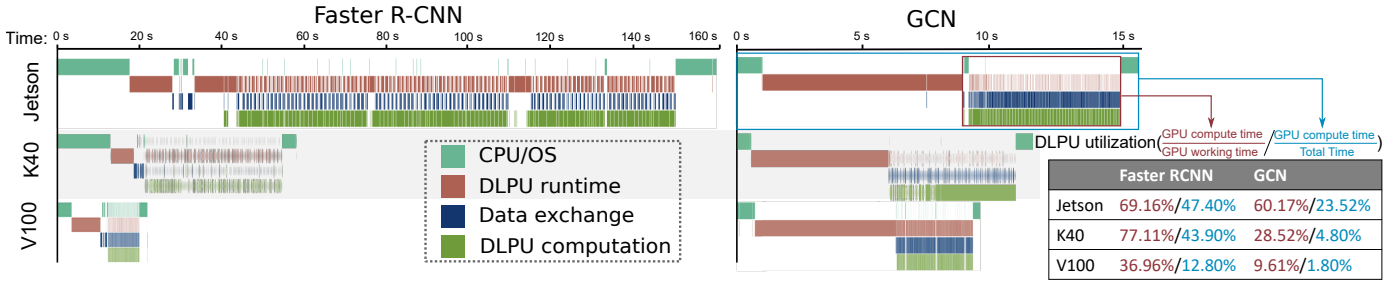 Faster R-CNN
GCN
Time: 0 s 20 s 40 s 60 s 80 s 100 s 120 s 140 s 160 s
0 s 5 s 10 s 15 s
Jetson
K40
V100
CPU/OS
DLPU runtime
Data exchange
DLPU computation
DLPU utilization(GPU compute time/GPU compute time)
GPU working time Total Time
Faster RCNN GCN
Jetson 69.16%/47.40% 60.17%/23.52%
K40 77.11%/43.90% 28.52%/4.80%
V100 36.96%/12.80% 9.61%/1.80%